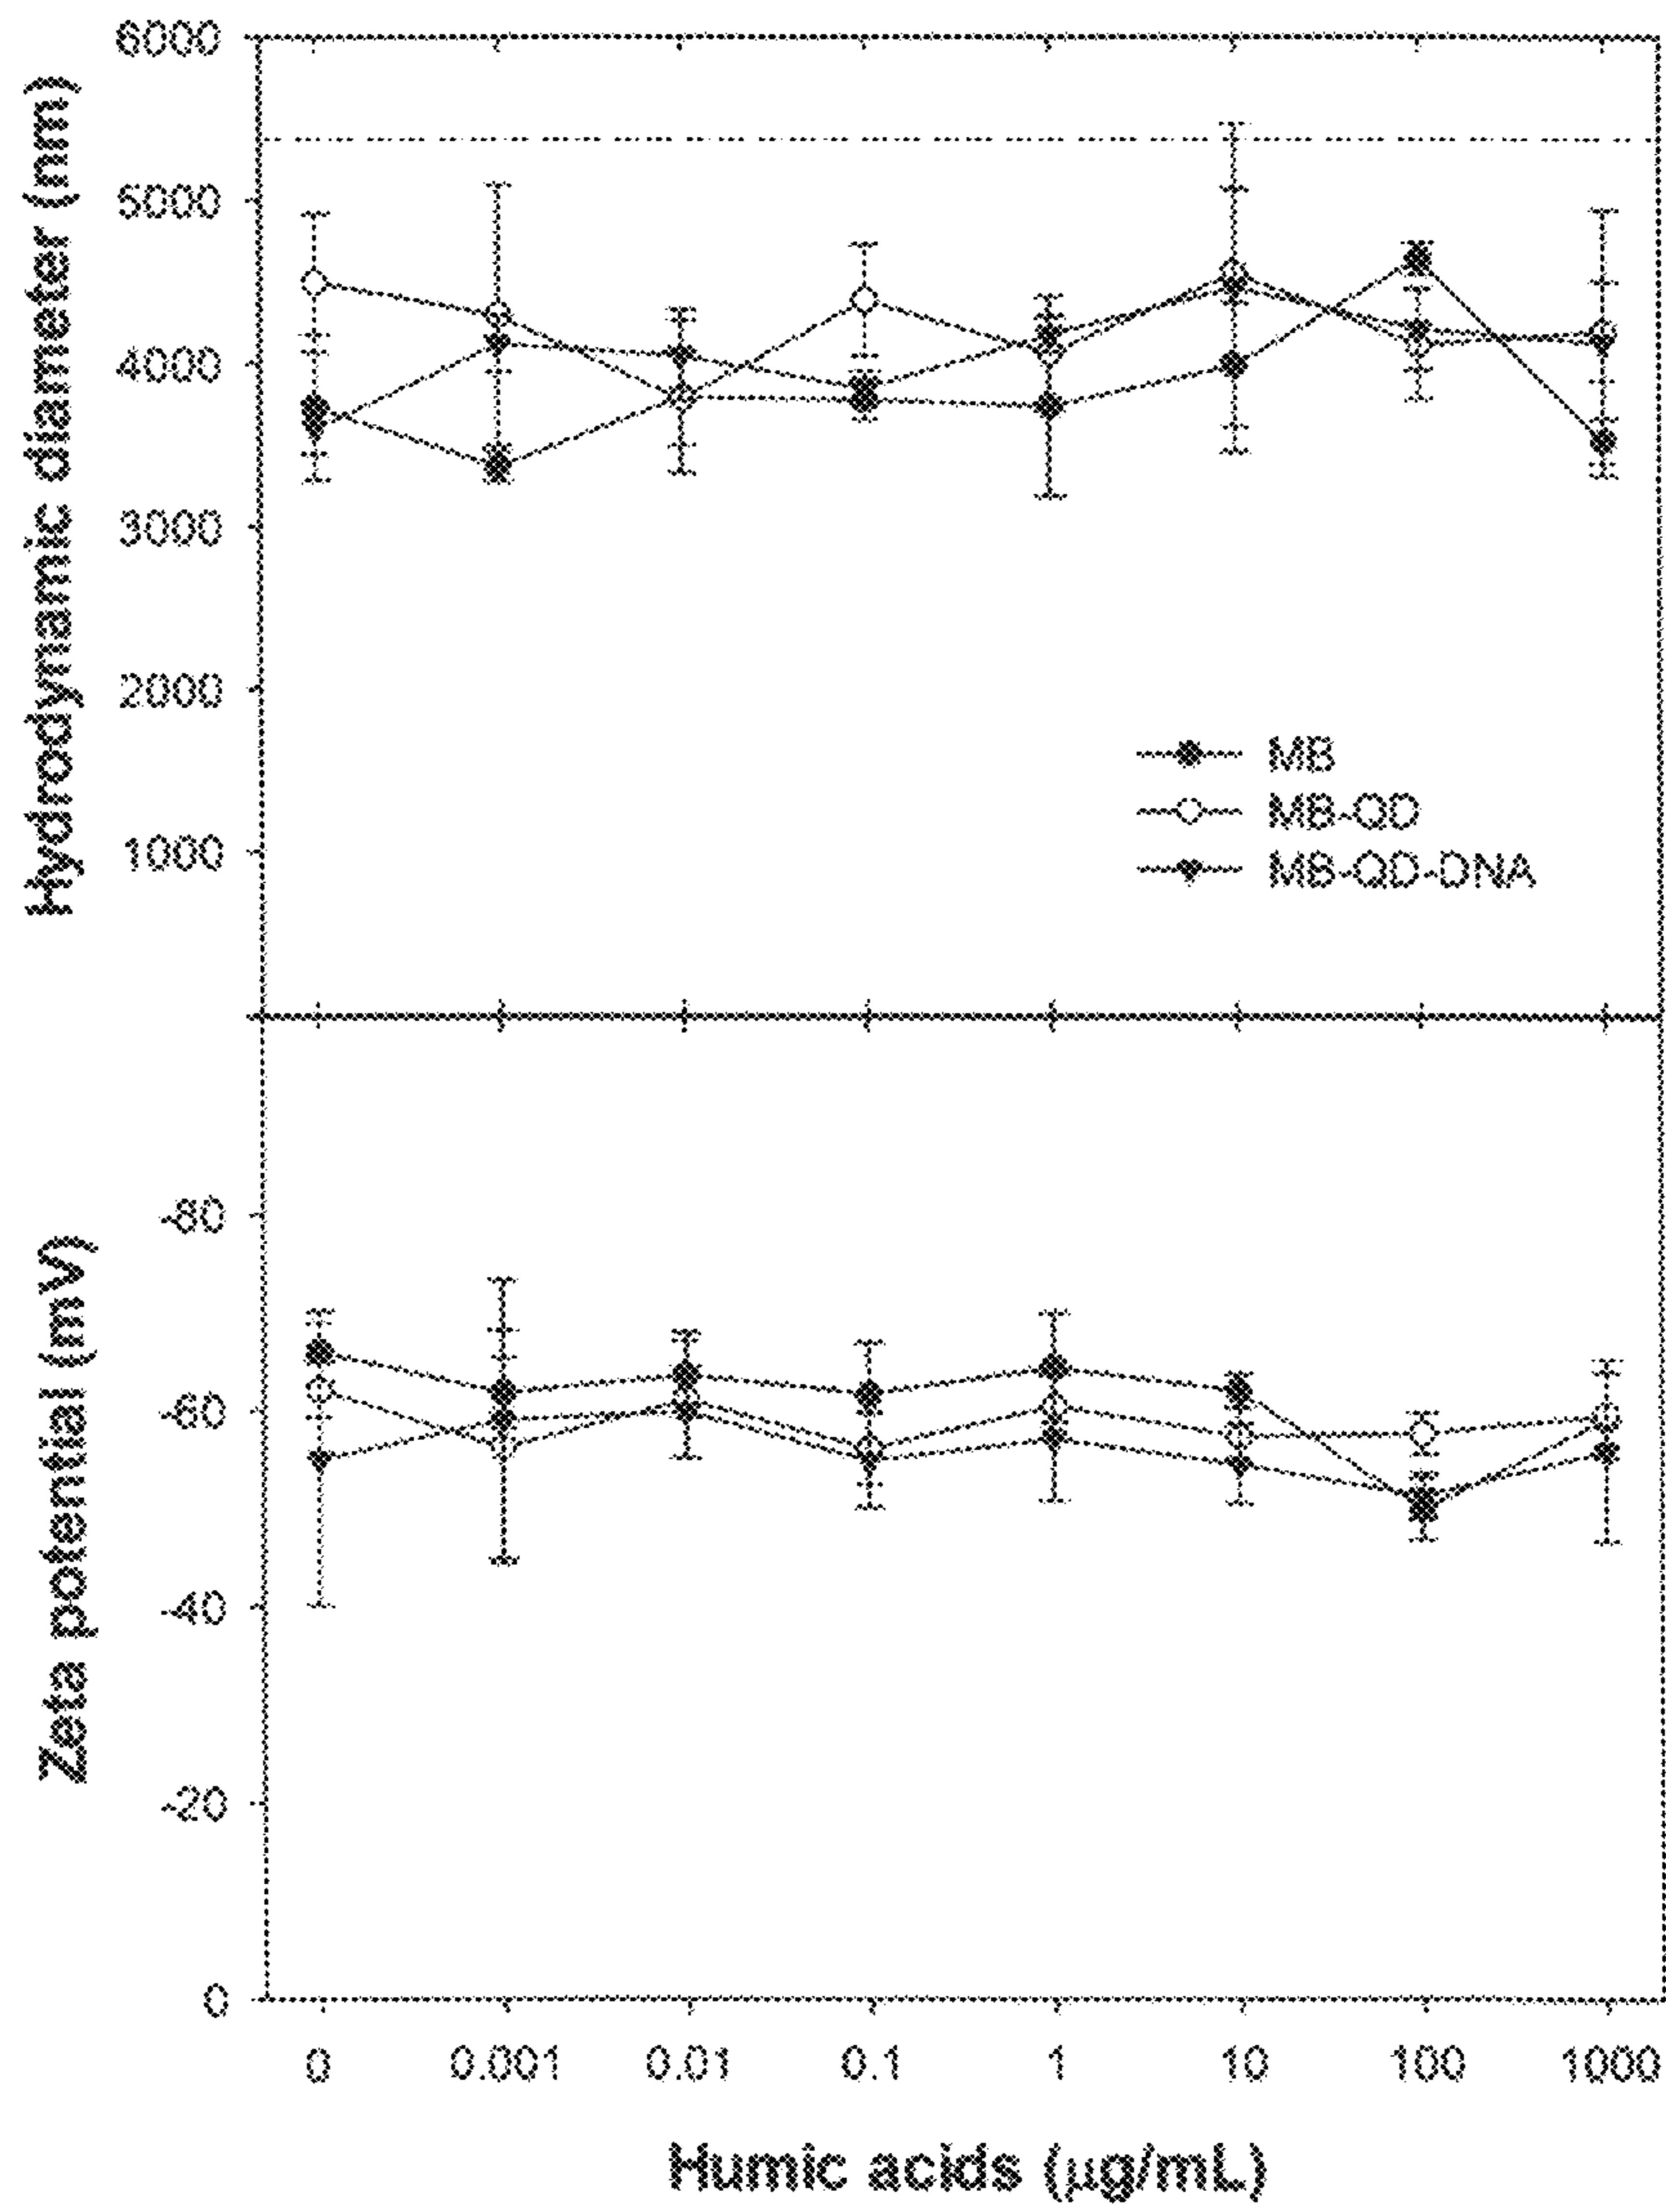 Hydrodynamic diameter (nm)
6000
5000
4000
3000
2000
1000
MB
MB-QD
MB-QD-DNA
Zeta potential (mV)
-80
-60
-40
-20
0
0 0.001 0.01 0.1 1 10 100 1000
Humic acids (μg/mL)